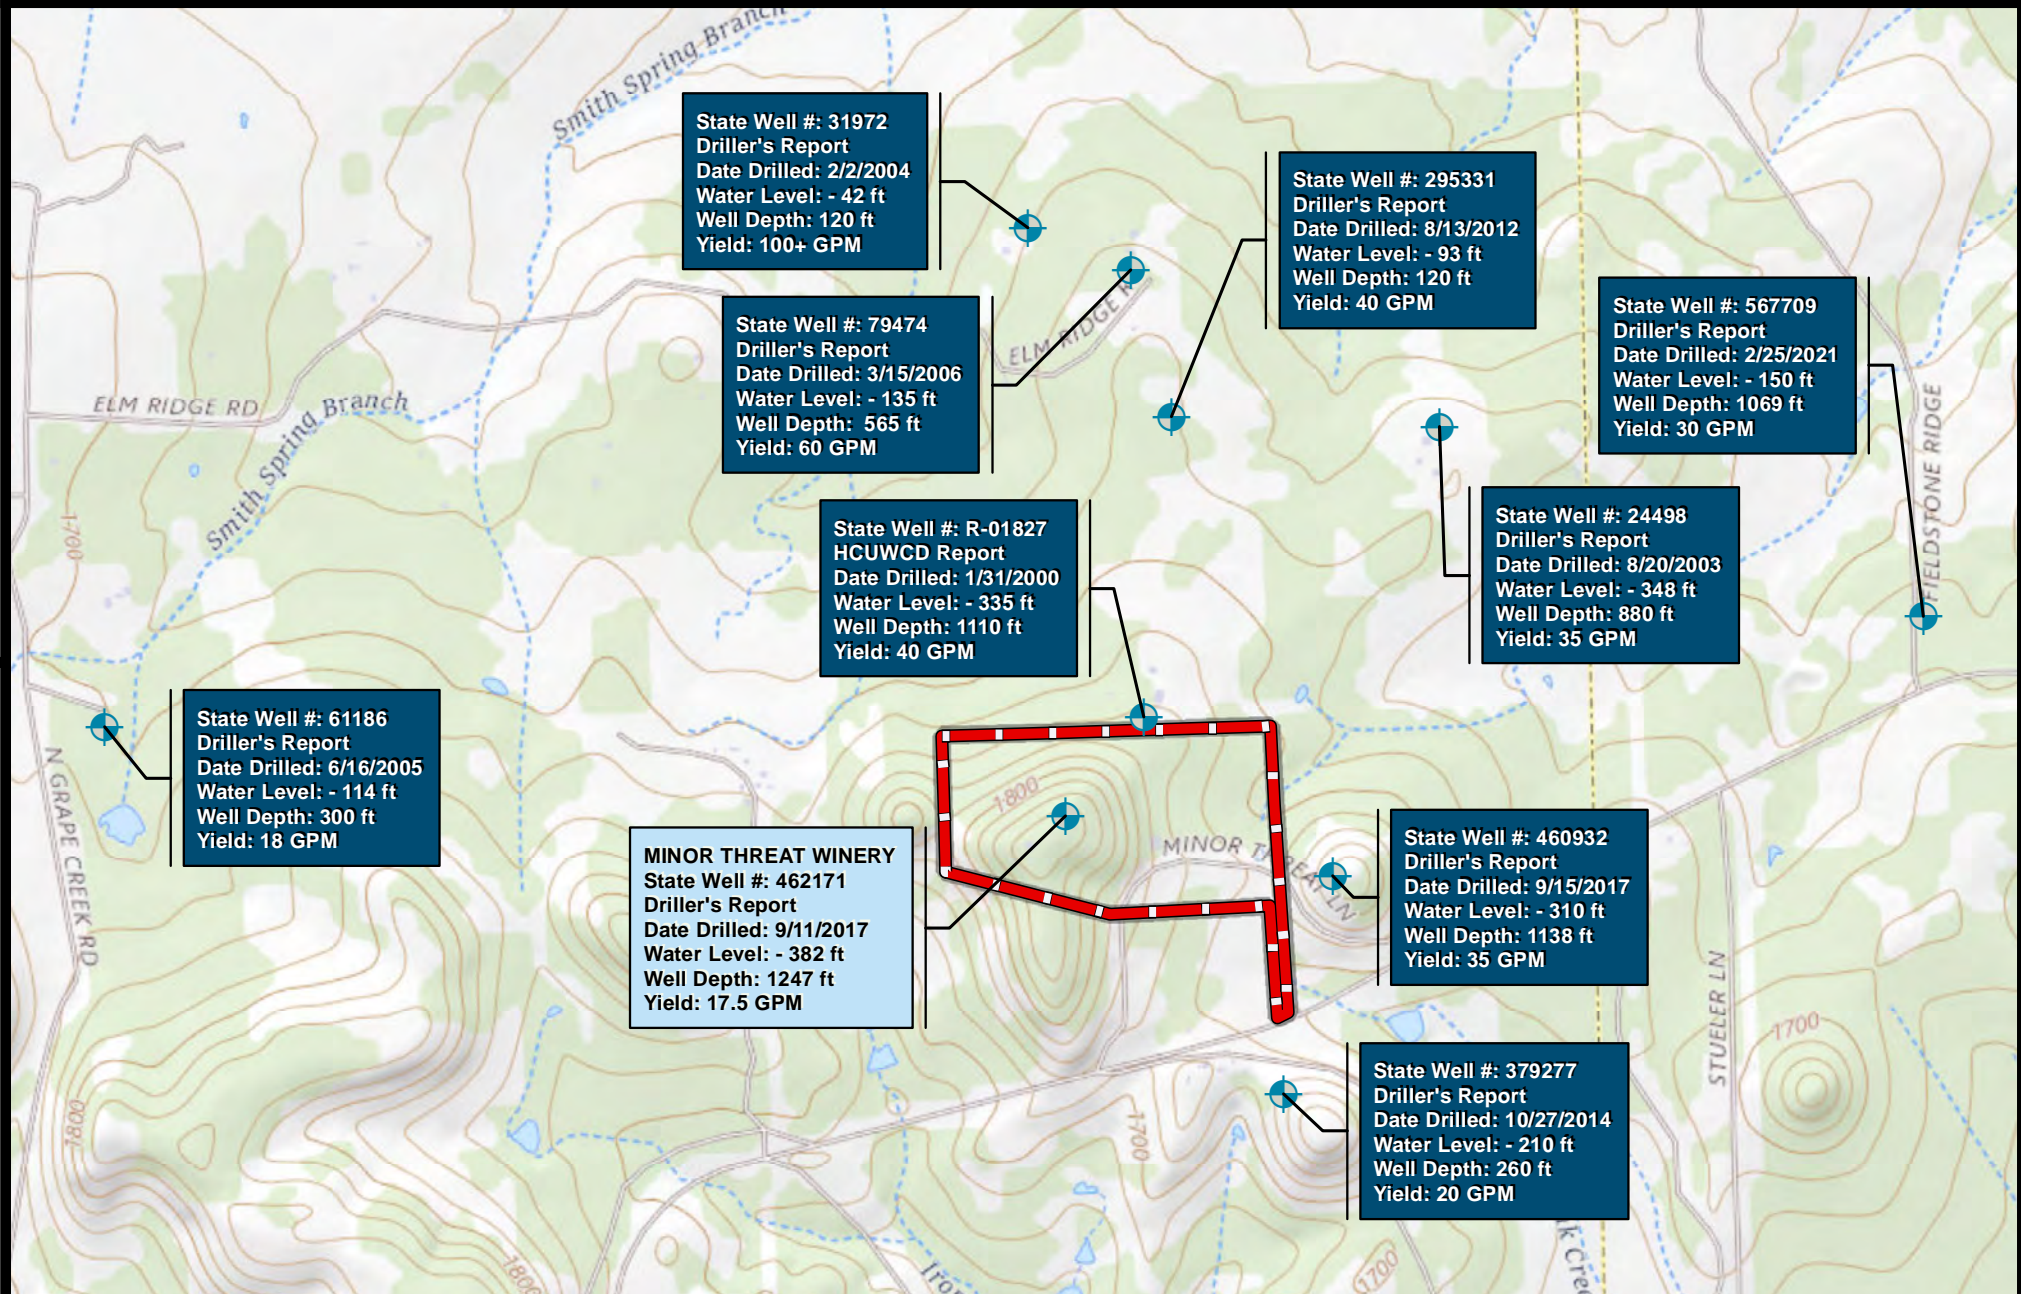 Smith Spring Branch
State Well #: 31972
Driller's Report
Date Drilled: 2/2/2004
Water Level: - 42 ft
Well Depth: 120 ft
Yield: 100+ GPM
State Well #: 295331
Driller's Report
Date Drilled: 8/13/2012
Water Level: - 93 ft
Well Depth: 120 ft
Yield: 40 GPM
State Well #: 79474
Driller's Report
Date Drilled: 3/15/2006
Water Level: - 135 ft
Well Depth: 565 ft
Yield: 60 GPM
ELM RIDGE R
State Well #: 567709
Driller's Report
Date Drilled: 2/25/2021
Water Level: - 150 ft
Well Depth: 1069 ft
Yield: 30 GPM
FIELDSTONE RIDGE
ELM RIDGE RD
Smith Spring Branch
1700
State Well #: R-01827
HCUWCD Report
Date Drilled: 1/31/2000
Water Level: - 335 ft
Well Depth: 1110 ft
Yield: 40 GPM
State Well #: 24498
Driller's Report
Date Drilled: 8/20/2003
Water Level: - 348 ft
Well Depth: 880 ft
Yield: 35 GPM
State Well #: 61186
Driller's Report
Date Drilled: 6/16/2005
Water Level: - 114 ft
Well Depth: 300 ft
Yield: 18 GPM
N GRAPE CREEK RD
1800
MINOR THREAT LN
MINOR THREAT WINERY
State Well #: 462171
Driller's Report
Date Drilled: 9/11/2017
Water Level: - 382 ft
Well Depth: 1247 ft
Yield: 17.5 GPM
State Well #: 460932
Driller's Report
Date Drilled: 9/15/2017
Water Level: - 310 ft
Well Depth: 1138 ft
Yield: 35 GPM
STUELER LN
1700
State Well #: 379277
Driller's Report
Date Drilled: 10/27/2014
Water Level: - 210 ft
Well Depth: 260 ft
Yield: 20 GPM
1800
1700
1800
Iron
1700
k Cree